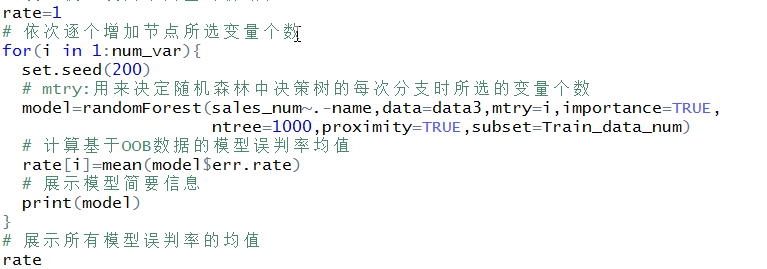 rate=1
# 依次逐个增加节点所选变量个数
for(i in 1:num_var){
  set.seed(200)
  # mtry:用来决定随机森林中决策树的每次分支时所选的变量个数
  model=randomForest(sales_num~.-name,data=data3,mtry=i,importance=TRUE,
                     ntree=1000,proximity=TRUE,subset=Train_data_num)
  # 计算基于OOB数据的模型误判率均值
  rate[i]=mean(model$err.rate)
  # 展示模型简要信息
  print(model)
}
# 展示所有模型误判率的均值
rate